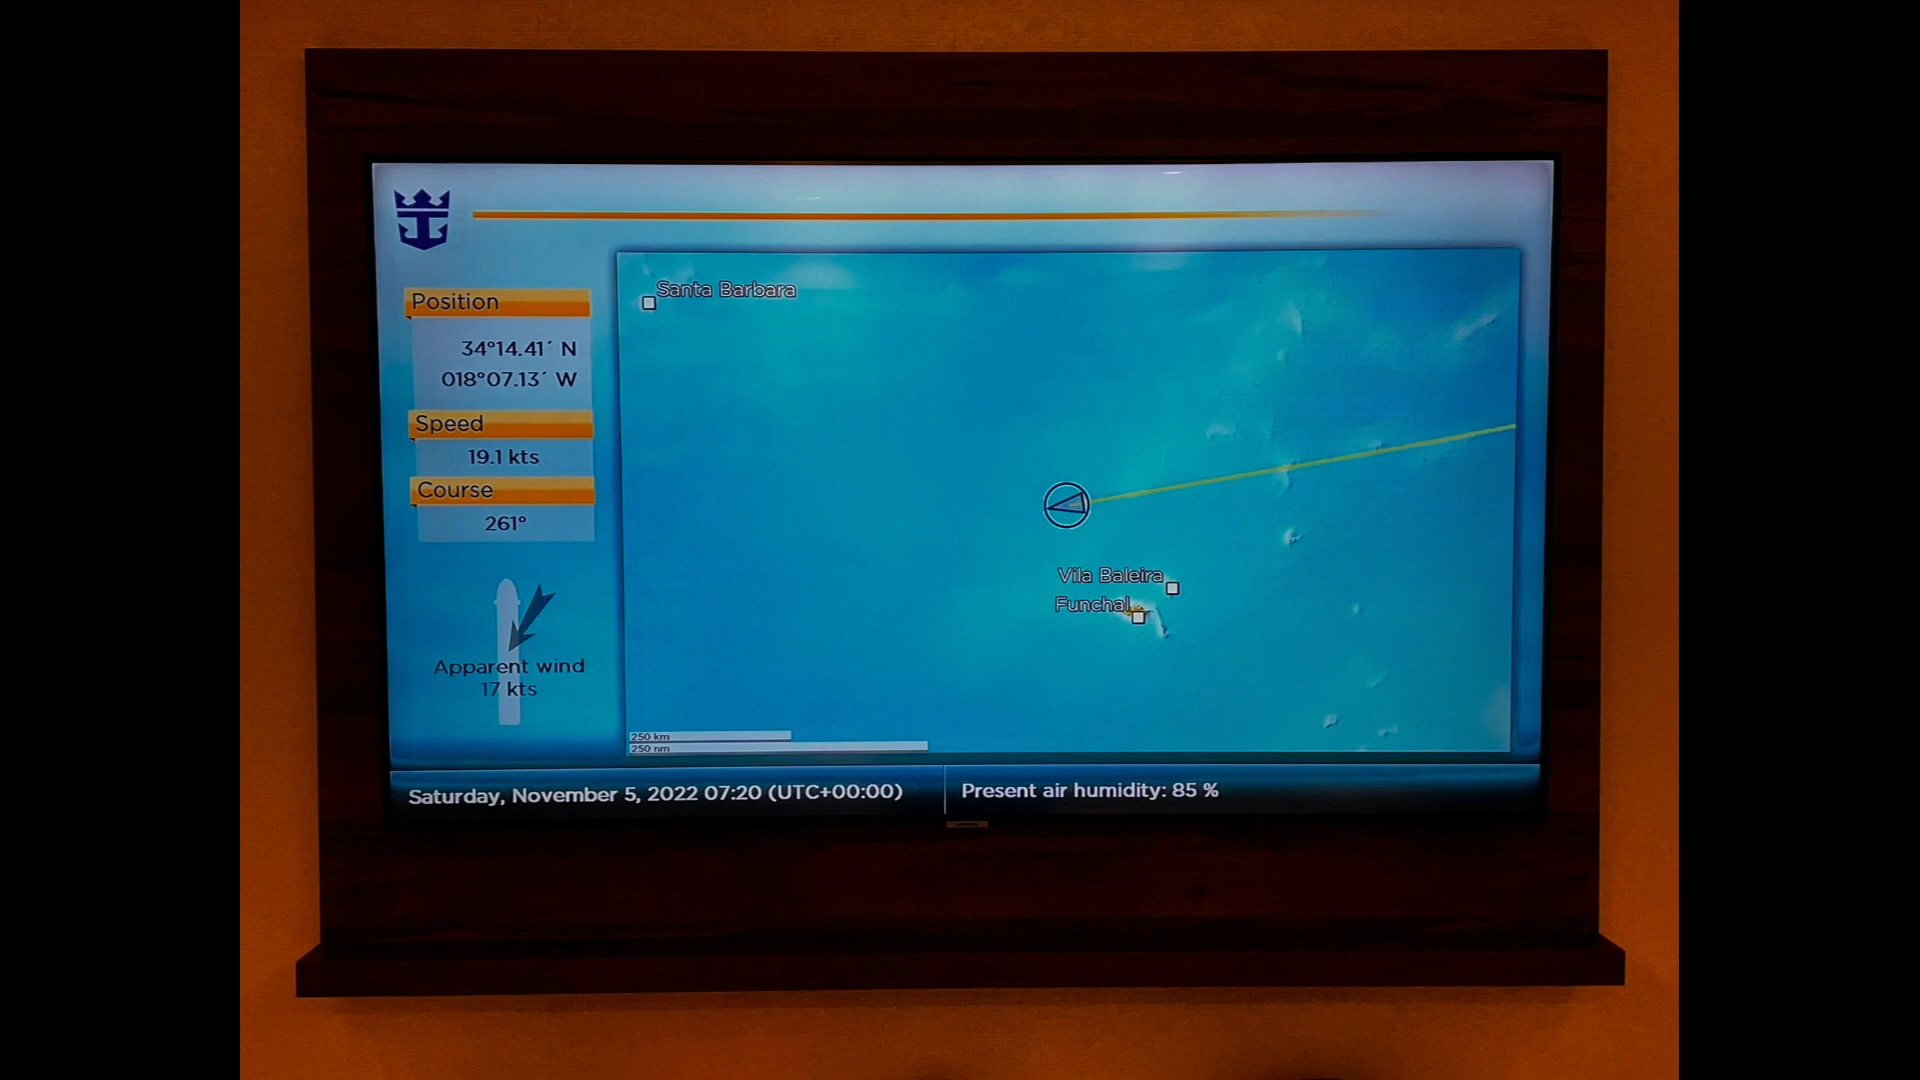 Santa Barbara
Position
34°14.41´ N
018°07.13´ W
Speed
19.1 kts
Course
261°
Vila Baleira
Funchal
Apparent wind
17 kts
250 km
250 nm
Saturday, November 5, 2022 07:20 (UTC+00:00)
Present air humidity: 85 %